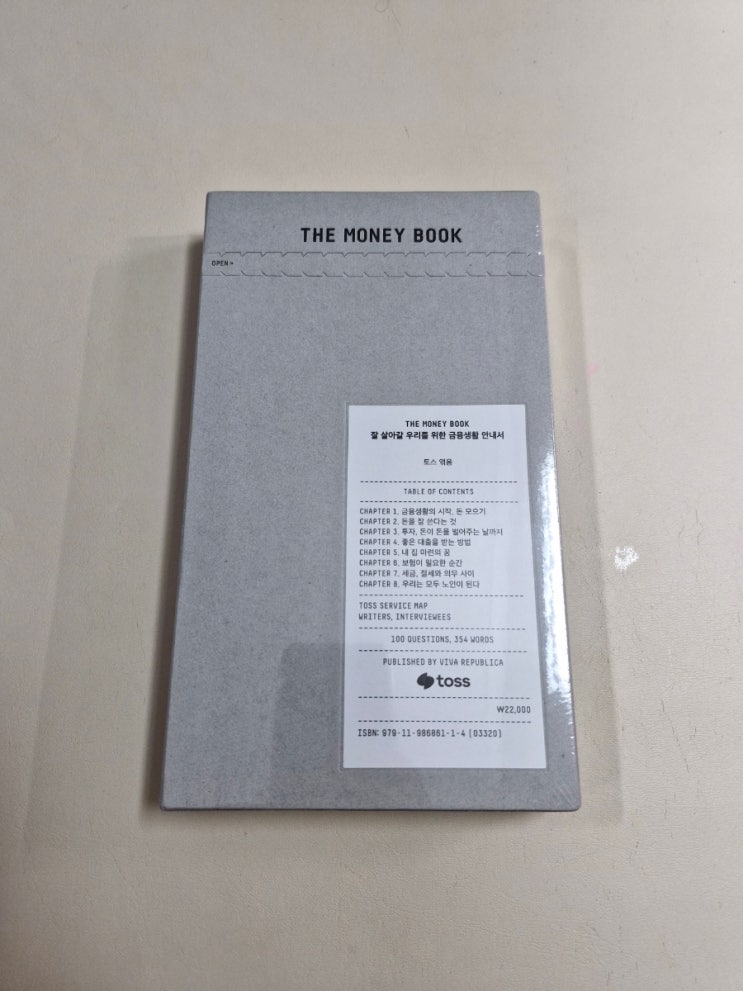 THE MONEY BOOK
OPEN »
THE MONEY BOOK
잘 살아갈 우리를 위한 금융생활 안내서
토스 엮음
TABLE OF CONTENTS
CHAPTER 1. 금융생활의 시작, 돈 모으기
CHAPTER 2. 돈을 잘 쓴다는 것
CHAPTER 3. 투자, 돈이 돈을 벌어주는 날까지
CHAPTER 4. 좋은 대출을 받는 방법
CHAPTER 5. 내 집 마련의 꿈
CHAPTER 6. 보험이 필요한 순간
CHAPTER 7. 세금, 절세와 의무 사이
CHAPTER 8. 우리는 모두 노인이 된다
TOSS SERVICE MAP
WRITERS, INTERVIEWEES
100 QUESTIONS, 354 WORDS
PUBLISHED BY VIVA REPUBLICA
toss
₩22,000
ISBN: 979-11-986861-1-4 (03320)